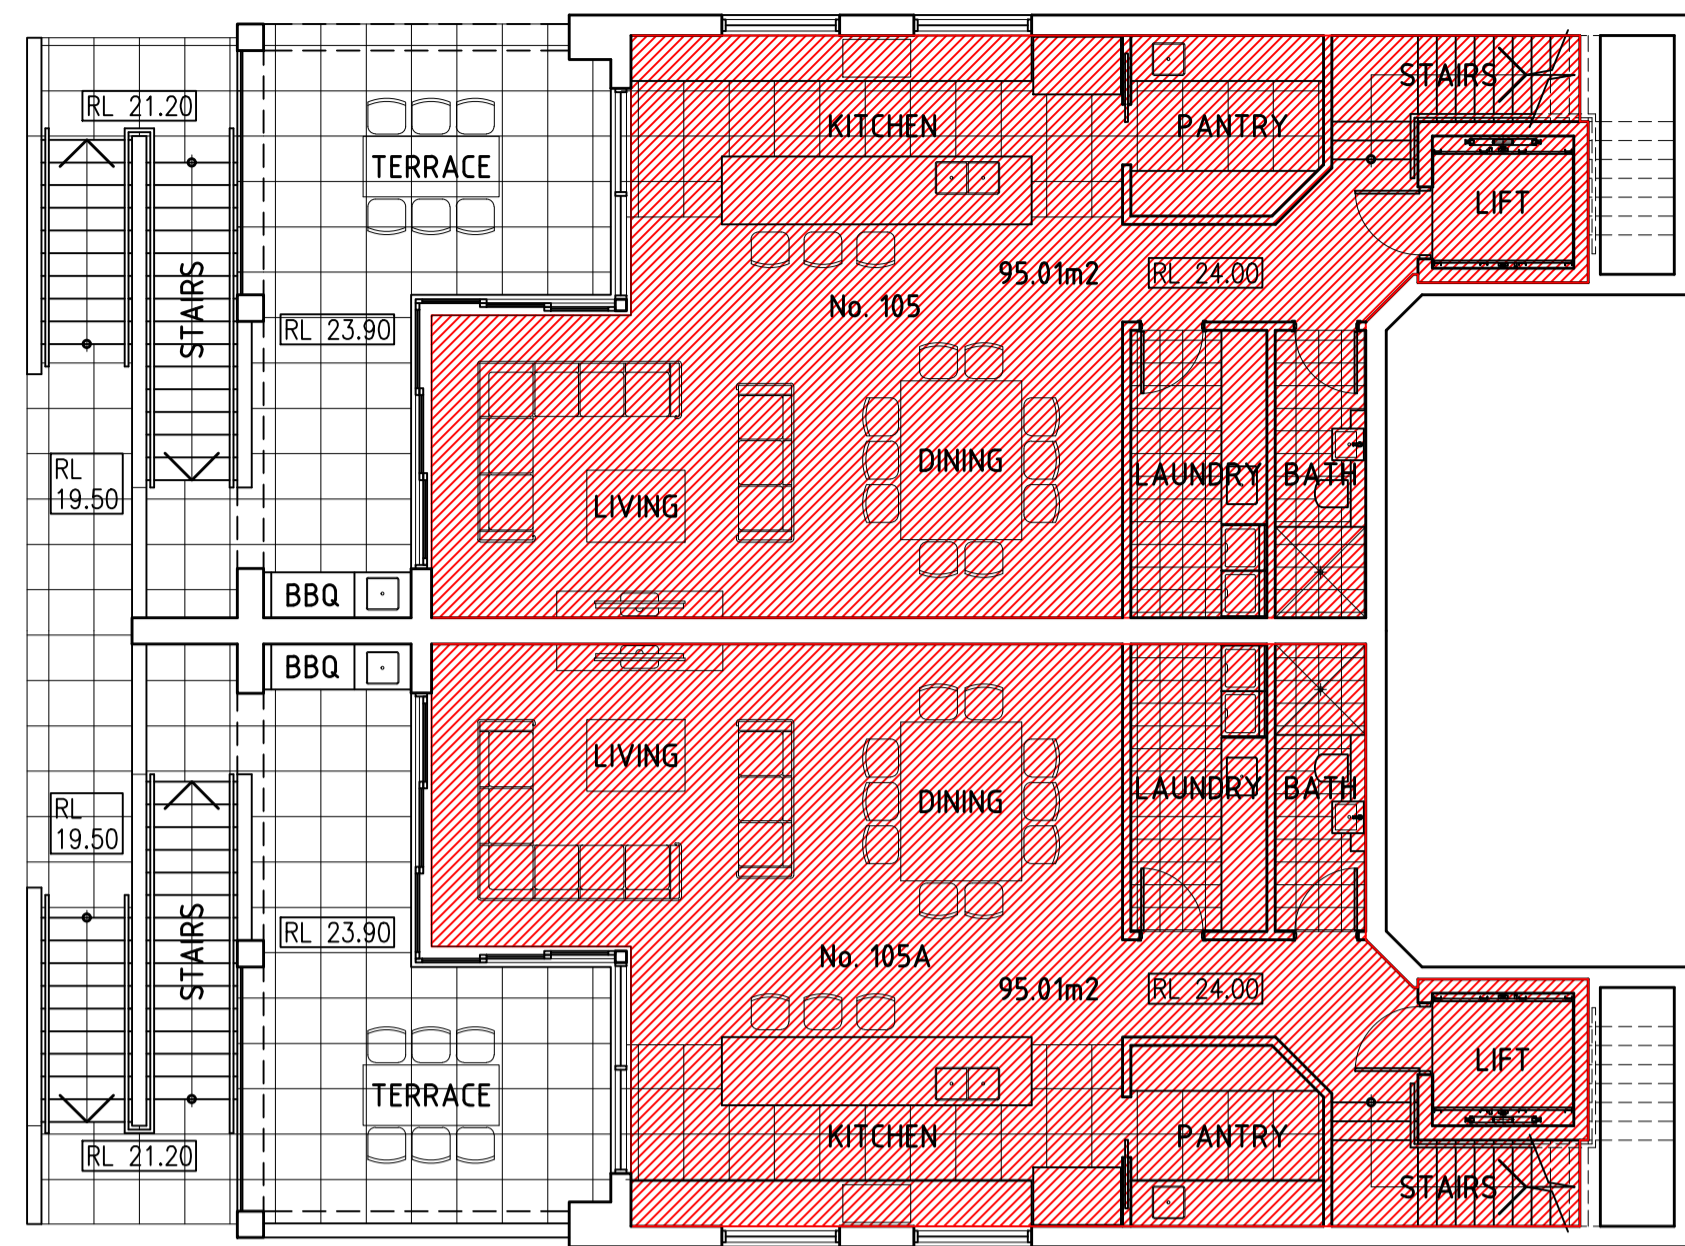 STAIRS
RL 21.20
KITCHEN
PANTRY
TERRACE
LIFT
STAIRS
95.01m2
RL 24.00
No. 105
RL 23.90
DINING
RL
19.50
LAUNDRY
BATH
LIVING
BBQ
BBQ
LIVING
RL
19.50
DINING
LAUNDRY
BATH
STAIRS
RL 23.90
No. 105A
95.01m2
RL 24.00
LIFT
TERRACE
KITCHEN
PANTRY
RL 21.20
STAIRS